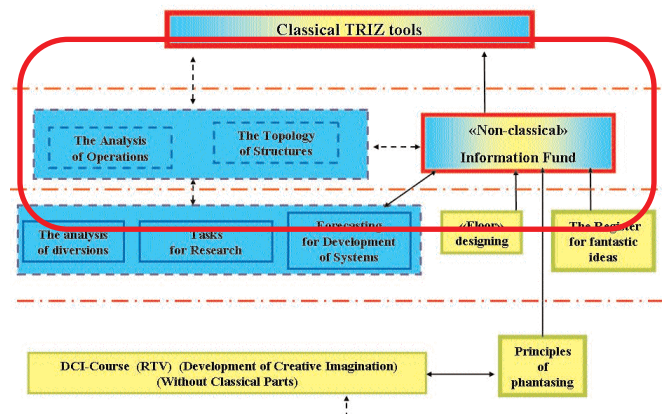 Classical TRIZ tools
The Analysis
of Operations
The Topology
of Structures
«Non-classical»
Information Fund
The analysis
of diversions
Tasks
for Research
Forecasting
for Development
of Systems
«Floor»
designing
The Register
for fantastic
ideas
DCI-Course (RTV) (Development of Creative Imagination)
(Without Classical Parts)
Principles
of
phantasing